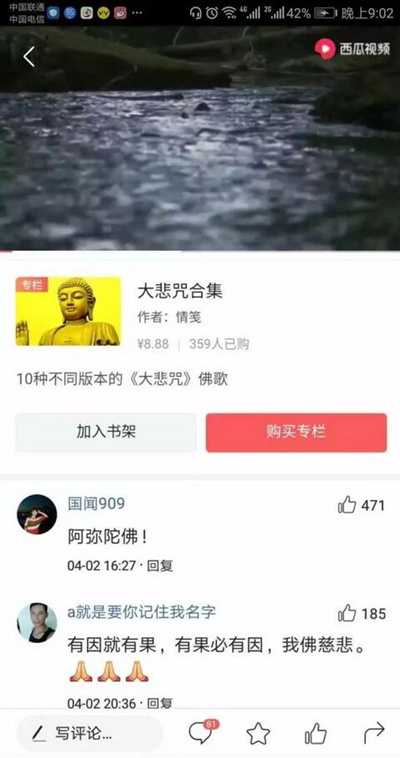 中国联通
中国电信
4G 2G 42% 晚上9:02
西瓜视频
专栏
大悲咒合集
作者：情笺
¥8.88 | 359人已购
10种不同版本的《大悲咒》佛歌
加入书架
购买专栏
国闻909
471
阿弥陀佛！
04-02 16:27 · 回复
a就是要你记住我名字
185
有因就有果，有果必有因，我佛慈悲。
🙏🙏🙏
04-02 20:36 · 回复
写评论...
81